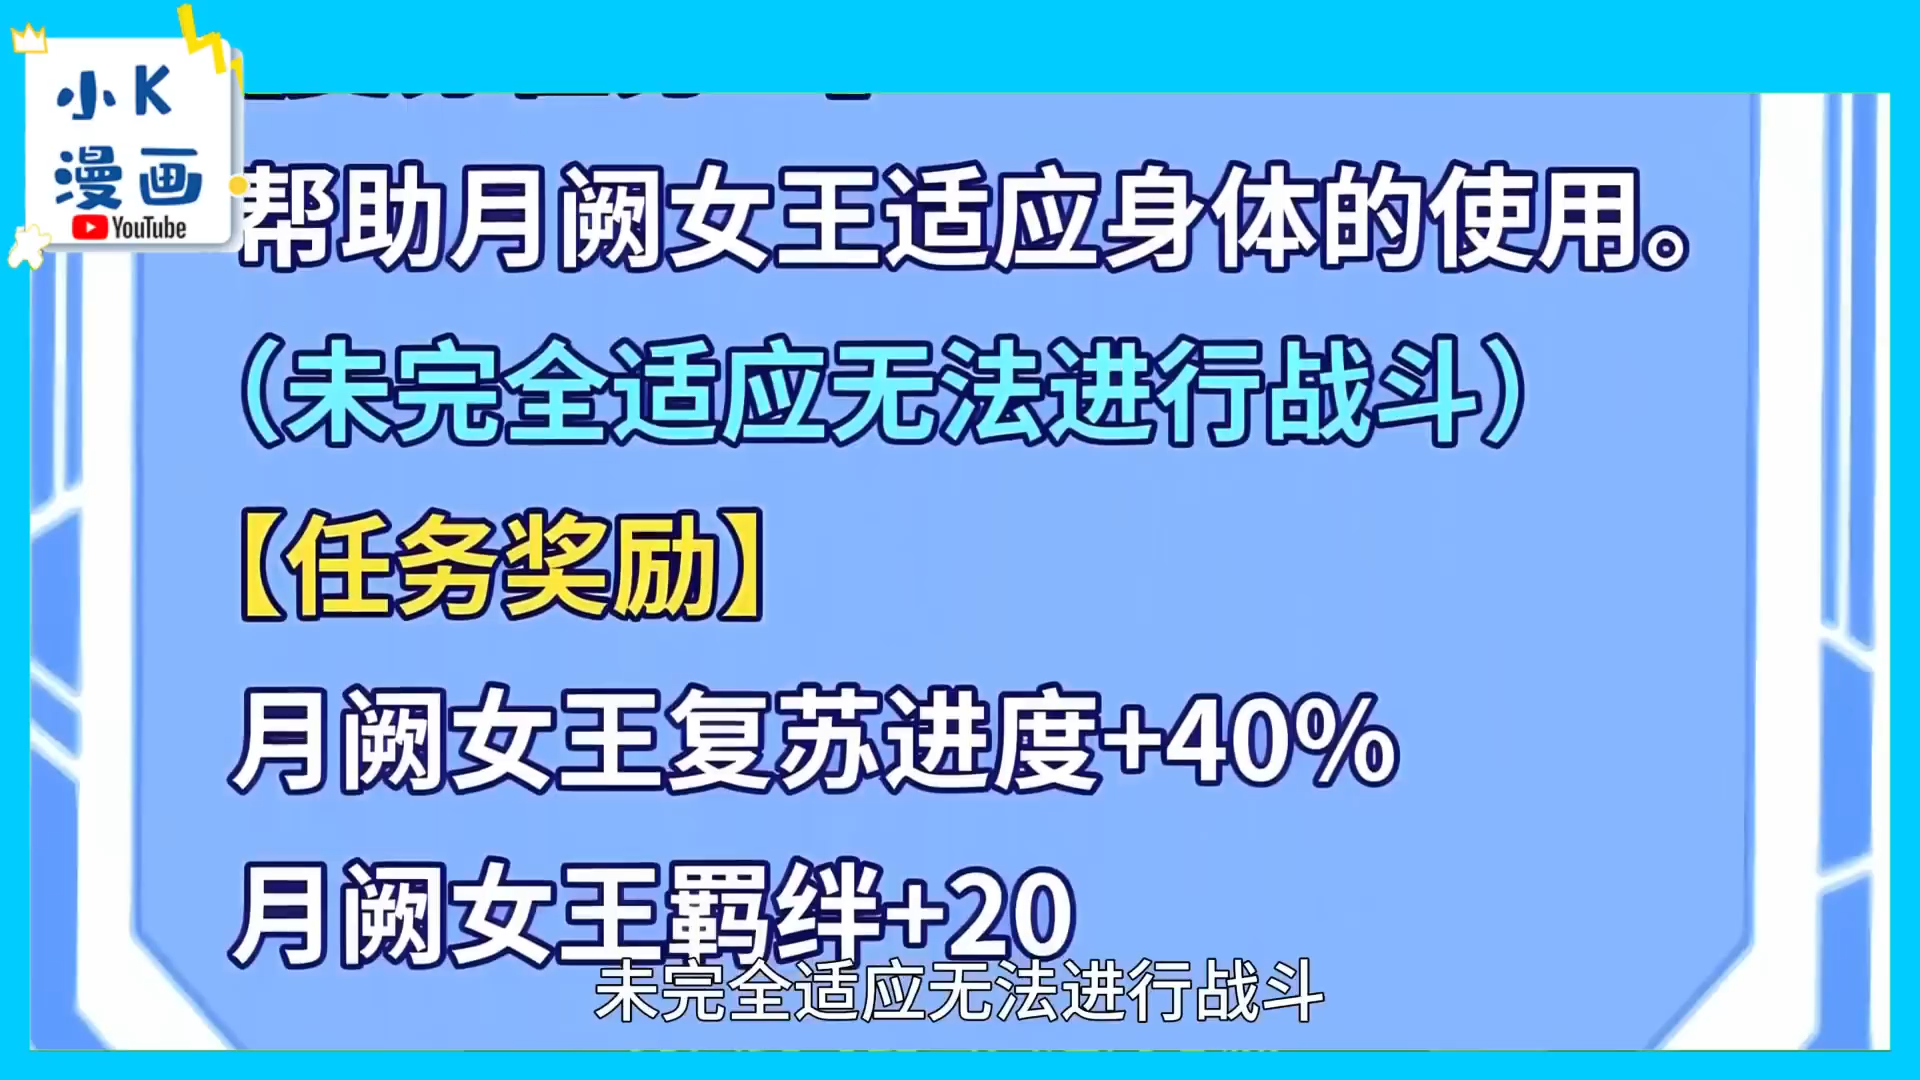 小K
漫画
YouTube
帮助月阙女王适应身体的使用。
（未完全适应无法进行战斗）
【任务奖励】
月阙女王复苏进度+40%
月阙女王羁绊+20
未完全适应无法进行战斗